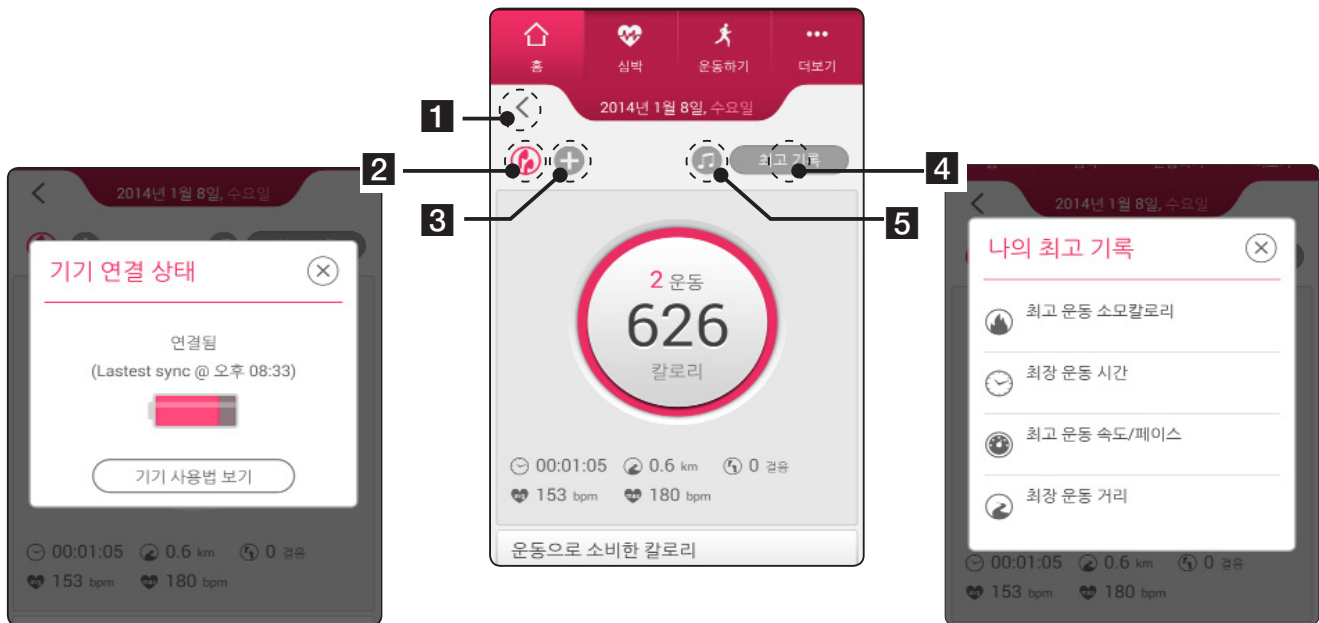 홈
심박
운동하기
더보기
2014년 1월 8일, 수요일
1
2
최고 기록
4
3
5
2 운동
626
칼로리
00:01:05
0.6 km
0 걸음
153 bpm
180 bpm
운동으로 소비한 칼로리
2014년 1월 8일, 수요일
기기 연결 상태
연결됨
(Lastest sync @ 오후 08:33)
기기 사용법 보기
00:01:05
0.6 km
0 걸음
153 bpm
180 bpm
2014년 1월 8일, 수요일
나의 최고 기록
최고 운동 소모칼로리
최장 운동 시간
최고 운동 속도/페이스
최장 운동 거리
00:01:05
0.6 km
0 걸음
153 bpm
180 bpm